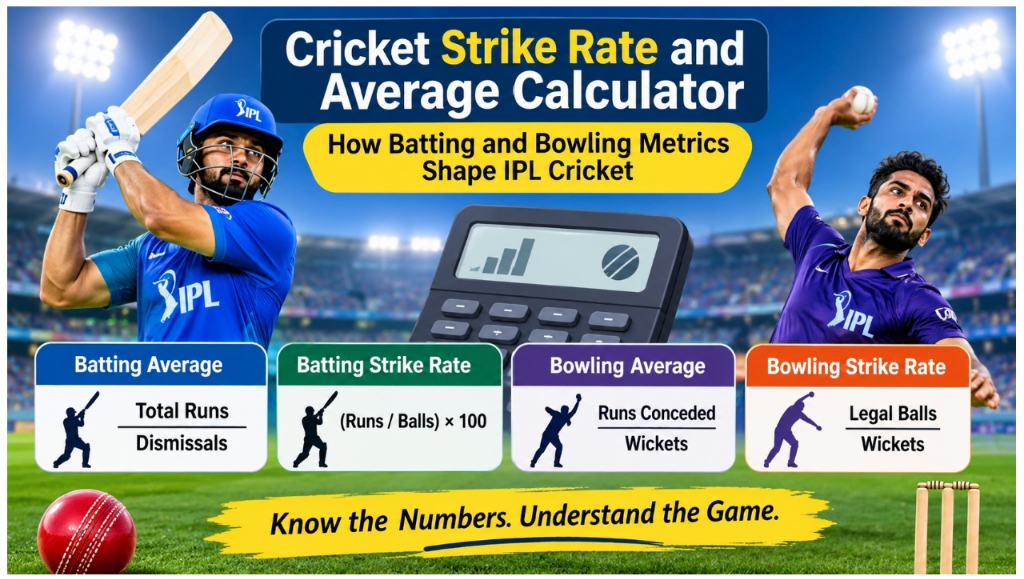 Cricket Strike Rate and
Average Calculator
How Batting and Bowling Metrics
Shape IPL Cricket
IPL
IPL
IPL
Batting Average
Total Runs
Dismissals
Batting Strike Rate
(Runs / Balls) × 100
Bowling Average
Runs Conceded
Wickets
Bowling Strike Rate
Legal Balls
Wickets
Know the Numbers. Understand the Game.